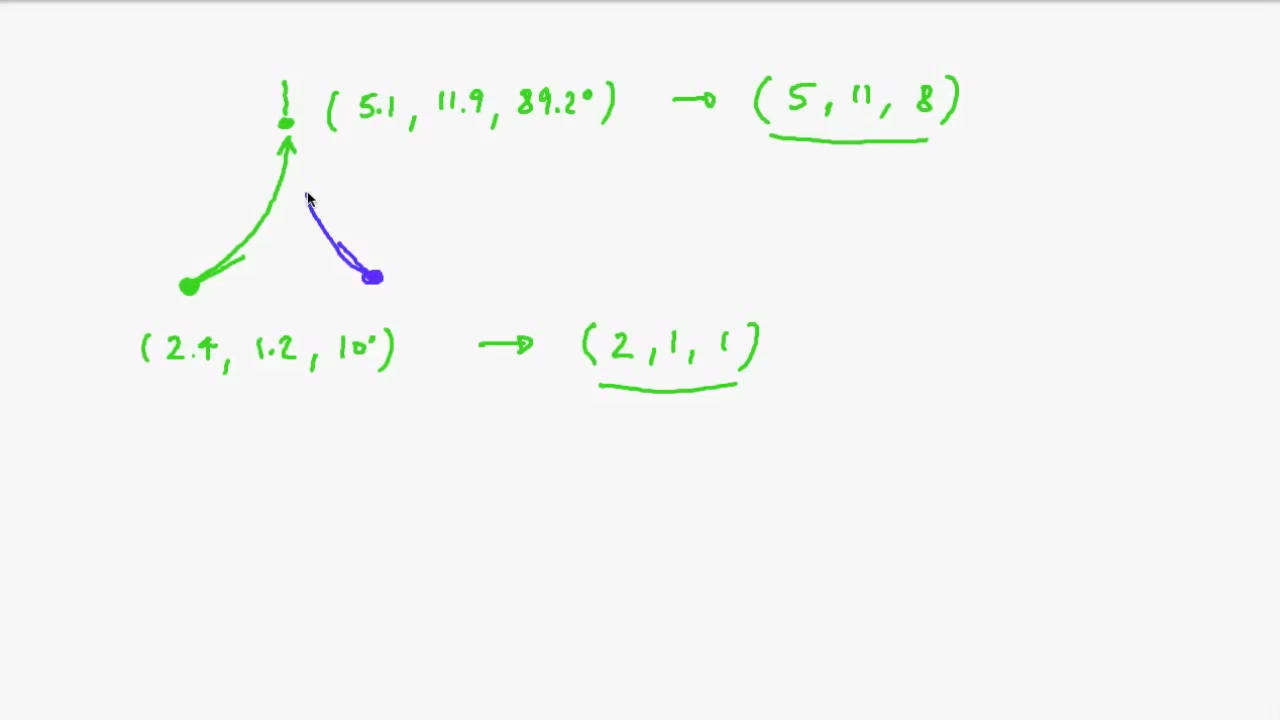 (5.1, 11.9, 89.2°) → (5, 11, 8)
(2.4, 1.2, 10°) → (2, 1, 1)